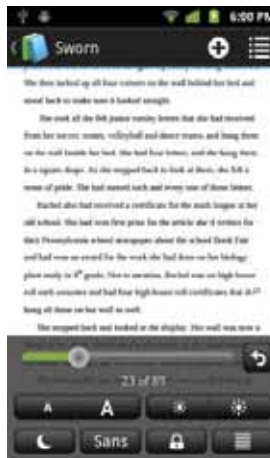 6:00 PM
Sworn
She then tacked up all four corners on the wall behind her bed and
stood back to make sure it looked straight.
She took all the felt junior varsity letters that she had received
from her soccer, tennis, volleyball and dance teams, and hung them
on the wall beside her bed. She had four letters, and she hung them
in a square shape. As she stepped back to look at them, she felt a
sense of pride. She had earned each and every one of those letters.
Rachel also had received a certificate for the math league at her
old school. She had won first prize for the article she'd written for
their Pennsylvania school newspaper about the school Book Fair
and had won an award for the work she had done on her biology
plant study in 8th grade. Not to mention, Rachel was on high honor
roll each semester and had four high honor roll certificates that
hung all those on her wall as well.
She stepped back and looked at the display. Her wall was now a
23 of 85
A
A
Sans